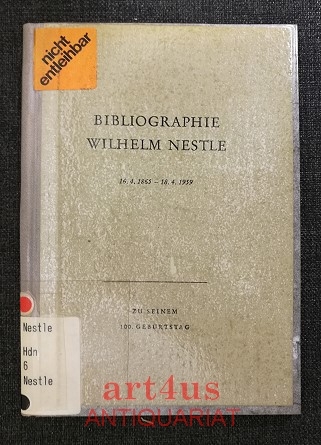 nicht
entleihbar
BIBLIOGRAPHIE
WILHELM NESTLE
16. 4. 1865 – 18. 4. 1959
ZU SEINEM
100. GEBURTSTAG
Nestle
Hdn
6
Nestle
art4us
ANTIQUARIAT